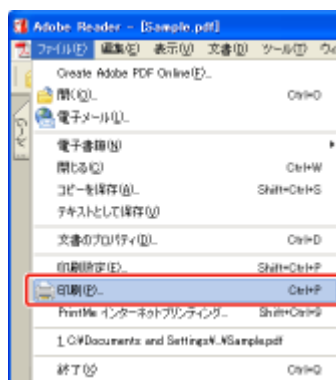 Adobe Reader - [Sample.pdf]
ファイル(F) 編集(E) 表示(V) 文書(D) ツール(T) ウィ
Create Adobe PDF Online(F)...
開く(O)... Ctrl+O
電子メール(L)...
電子書籍(N)
閉じる(C) Ctrl+W
コピーを保存(A)... Shift+Ctrl+S
テキストとして保存(V)
文書のプロパティ(D)... Ctrl+D
印刷設定(E)... Shift+Ctrl+P
印刷(P)... Ctrl+P
PrintMe インターネットプリンティング... Shift+Ctrl+9
1 C:¥Documents and Settings¥..¥Sample.pdf
終了(X) Ctrl+Q